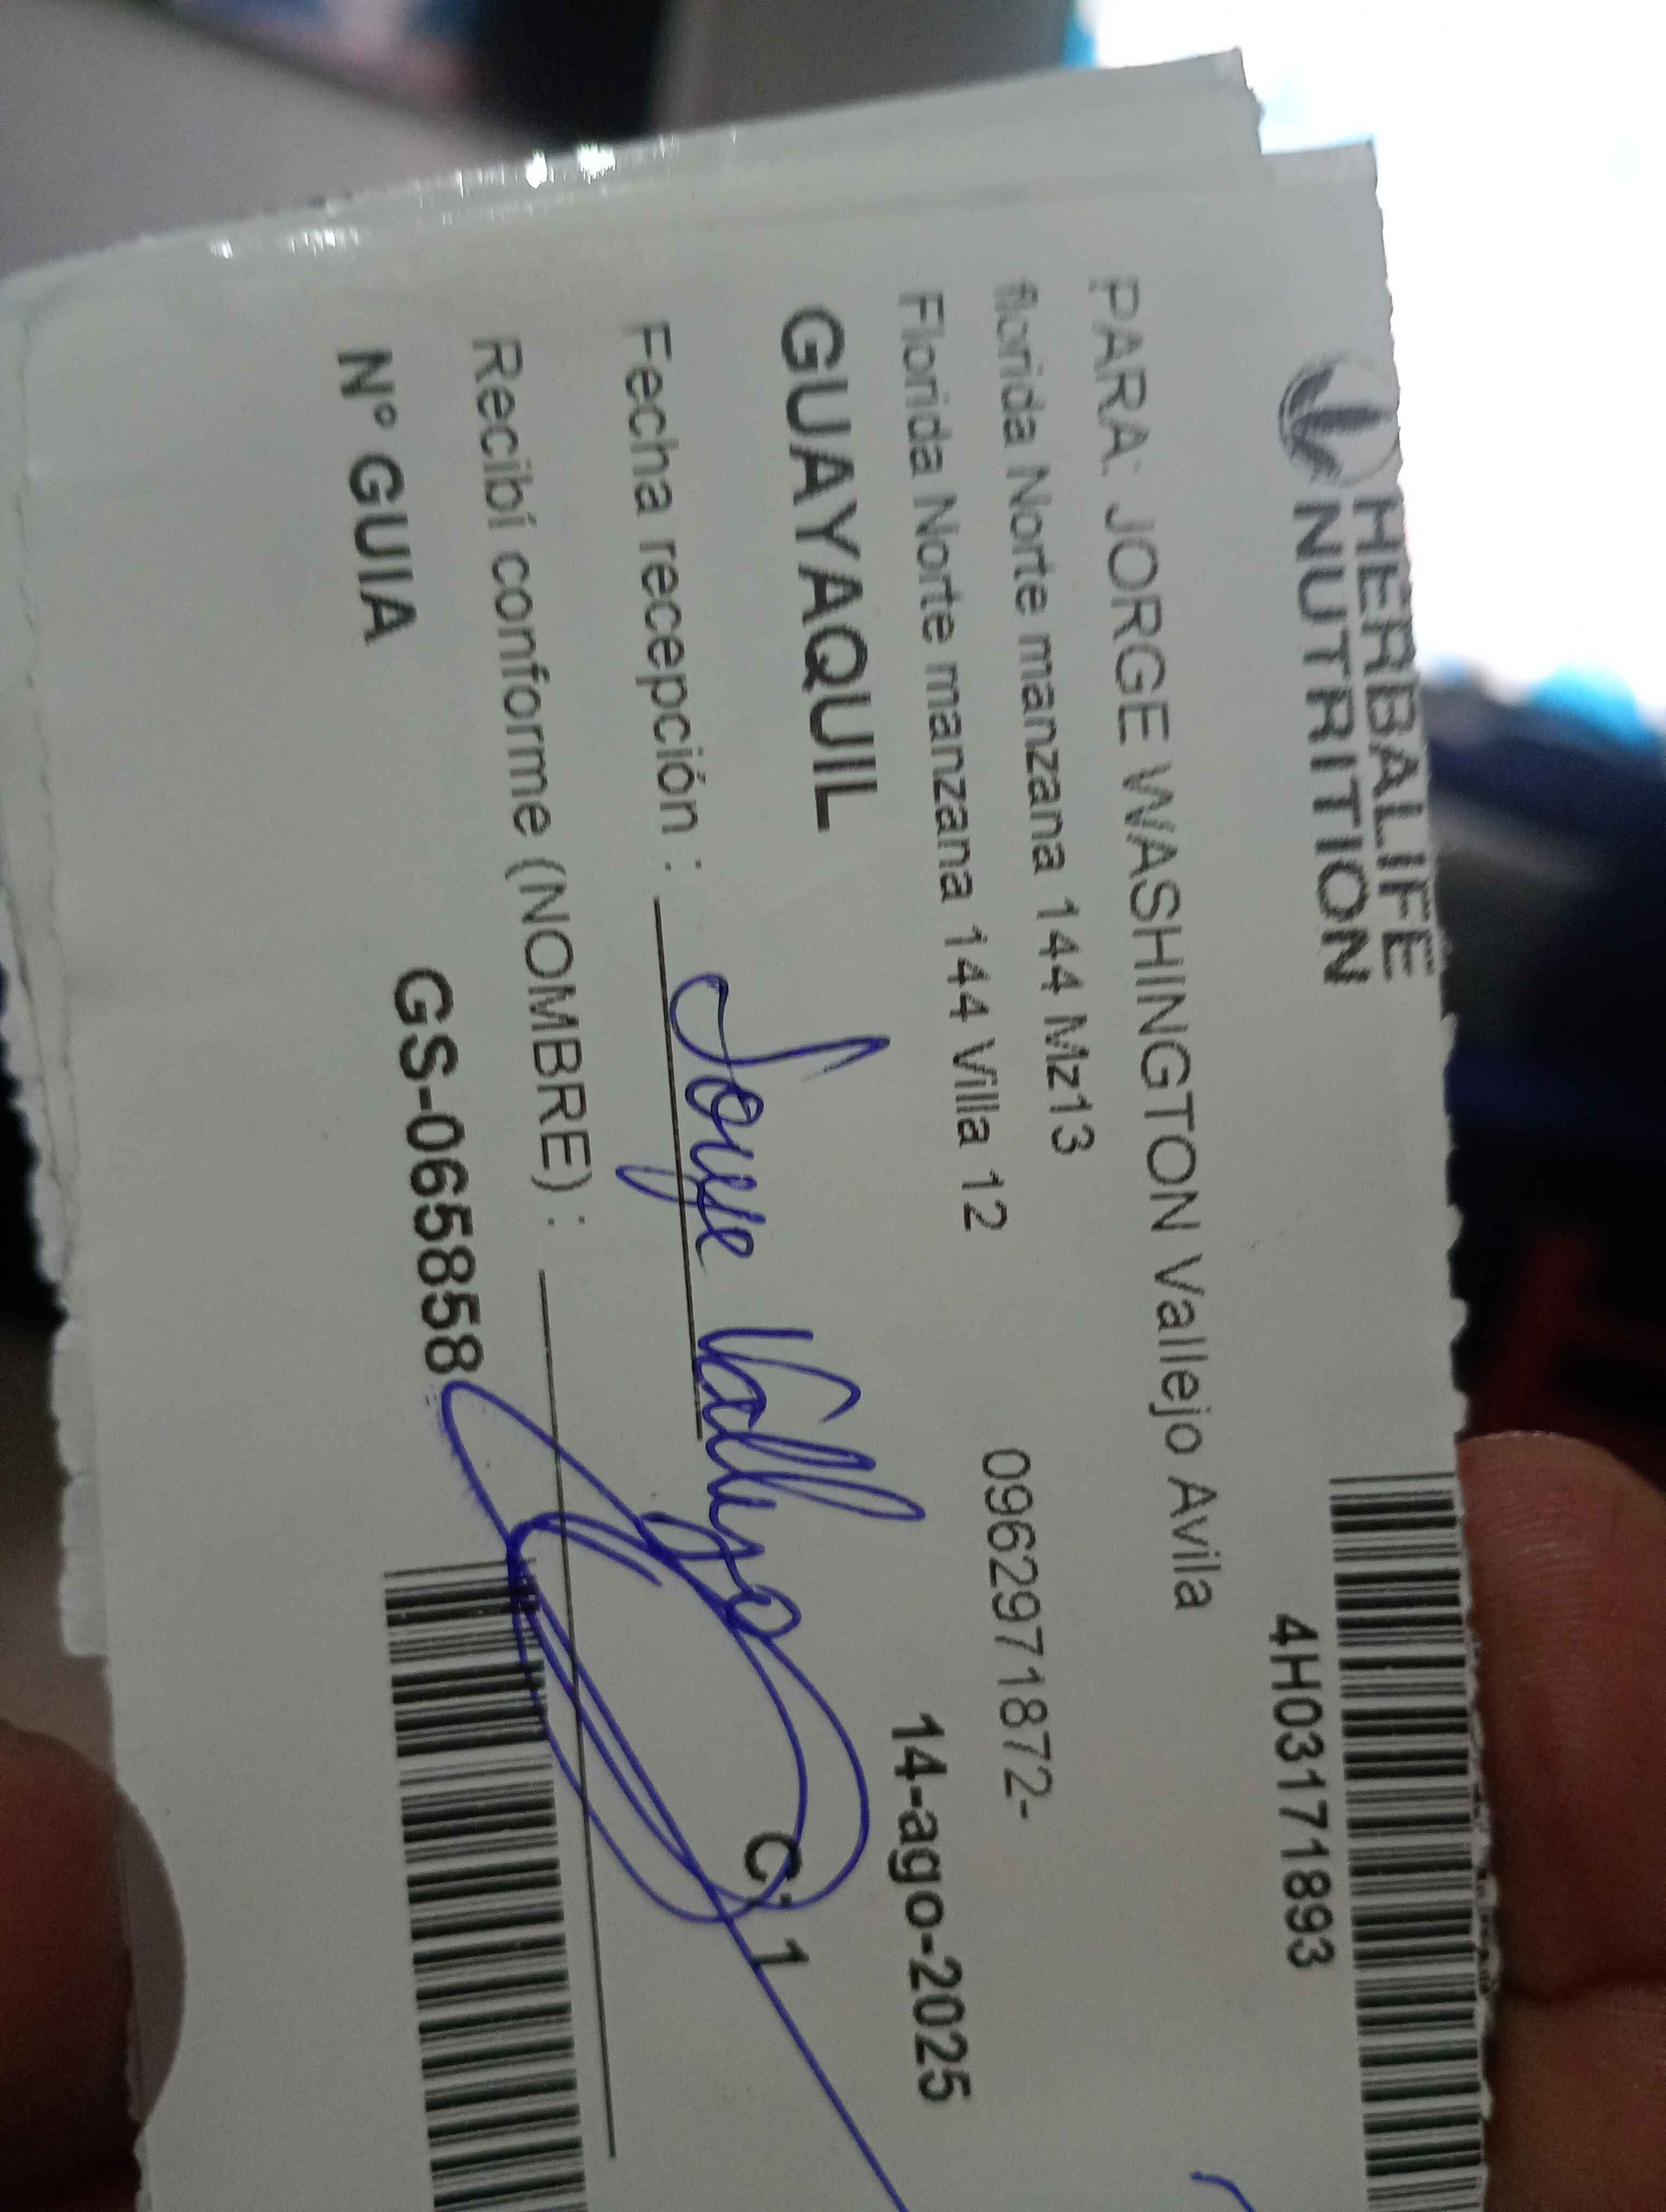 HERBALIFE
NUTRITION
4H03171893
PARA: JORGE WASHINGTON Vallejo Avila
florida Norte manzana 144 Mz13
0962971872-
Florida Norte manzana 144 Villa 12
14-ago-2025
GUAYAQUIL
C: 1
Fecha recepción : Jorge Vallejo
Recibí conforme (NOMBRE) :
N° GUIA GS-065858